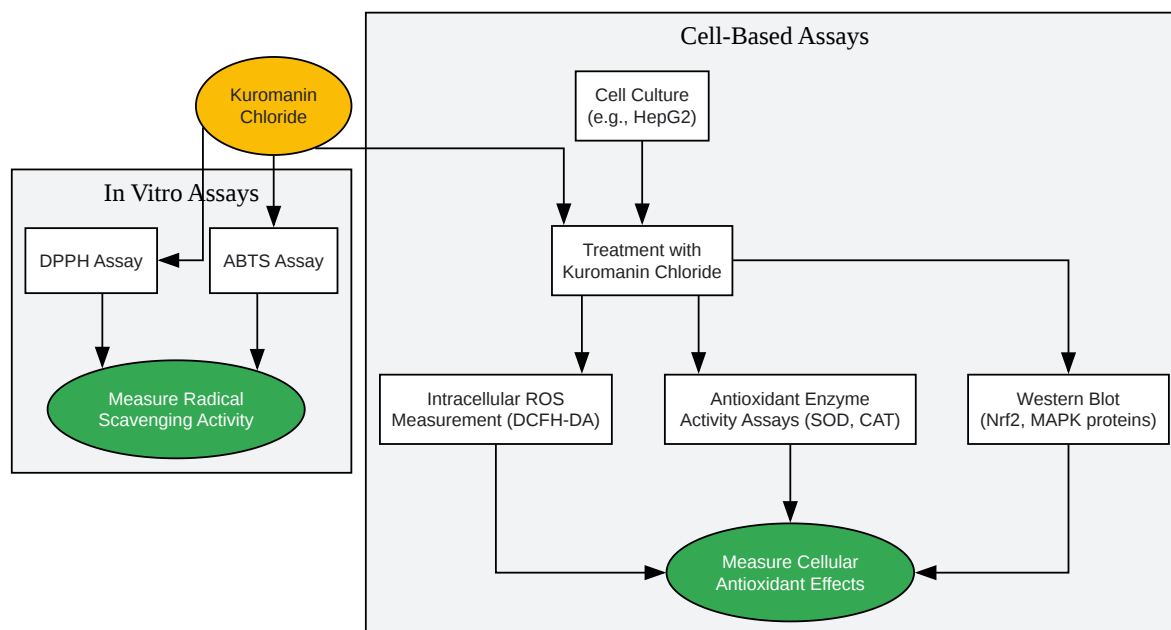 Cell-Based Assays
Kuromanin
Chloride
Cell Culture
(e.g., HepG2)
In Vitro Assays
DPPH Assay
ABTS Assay
Treatment with
Kuromanin Chloride
Measure Radical
Scavenging Activity
Intracellular ROS
Measurement (DCFH-DA)
Antioxidant Enzyme
Activity Assays (SOD, CAT)
Western Blot
(Nrf2, MAPK proteins)
Measure Cellular
Antioxidant Effects